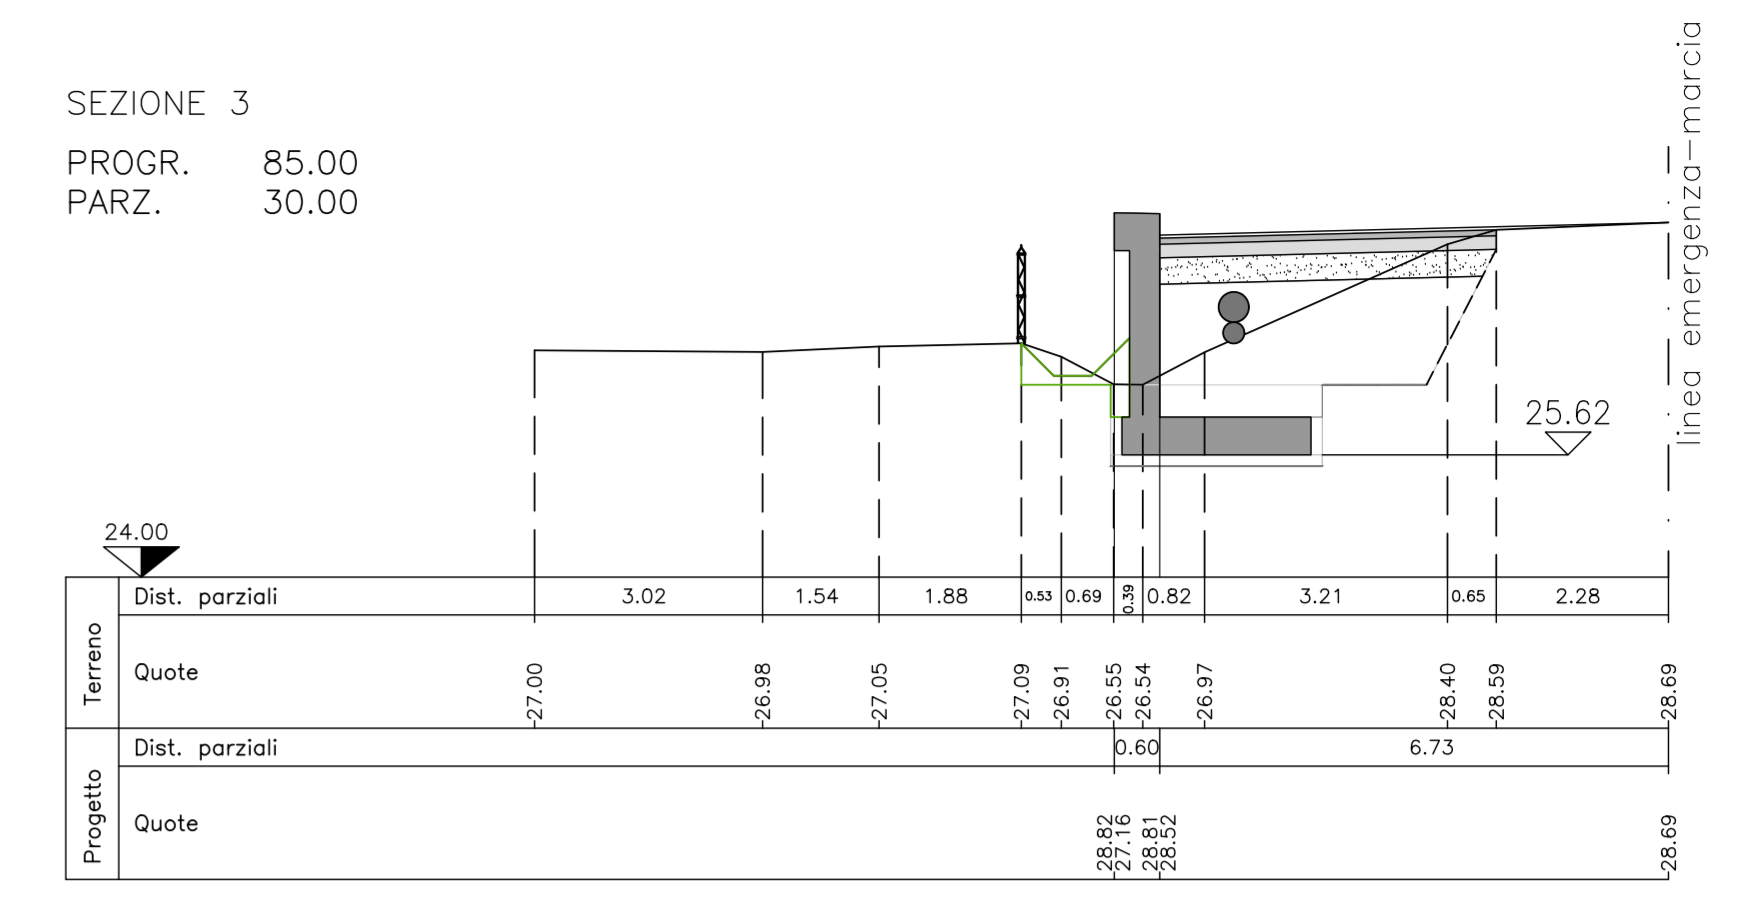 linea emergenza-marcia
SEZIONE 3
PROGR. 85.00
PARZ. 30.00
25.62
24.00
Terreno
Dist. parziali 3.02 1.54 1.88 0.53 0.69 0.39 0.82 3.21 0.65 2.28
Quote 27.00 26.98 27.05 27.09 26.91 26.55 26.54 26.97 28.40 28.59 28.69
Progetto
Dist. parziali 0.60 6.73
Quote 28.82 27.16 28.81 28.52 28.69